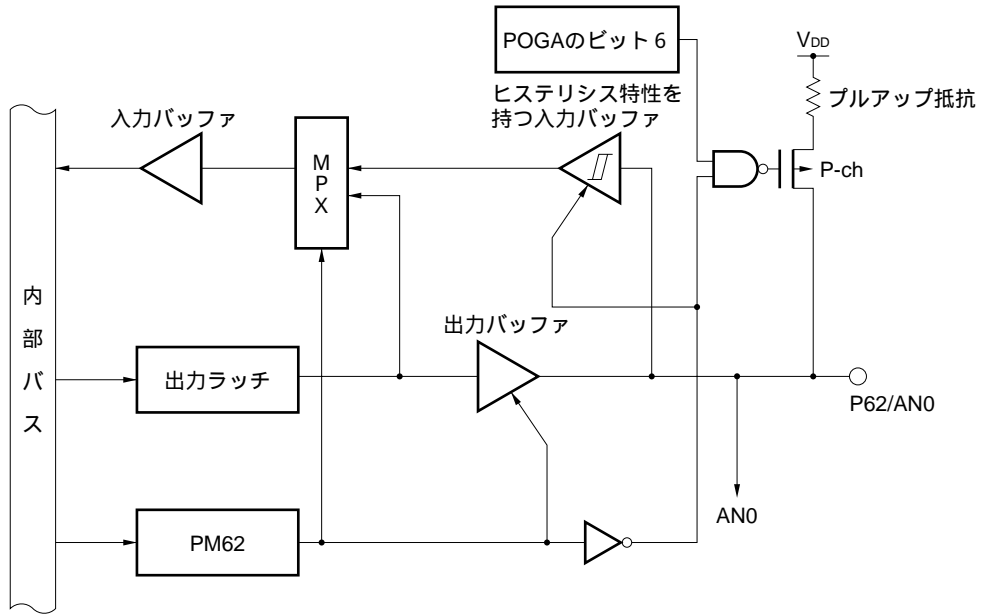 POGAのビット6
VDD
ヒステリシス特性を
持つ入力バッファ
プルアップ抵抗
入力バッファ
MPX
P-ch
内部バス
出力バッファ
出力ラッチ
P62/AN0
AN0
PM62